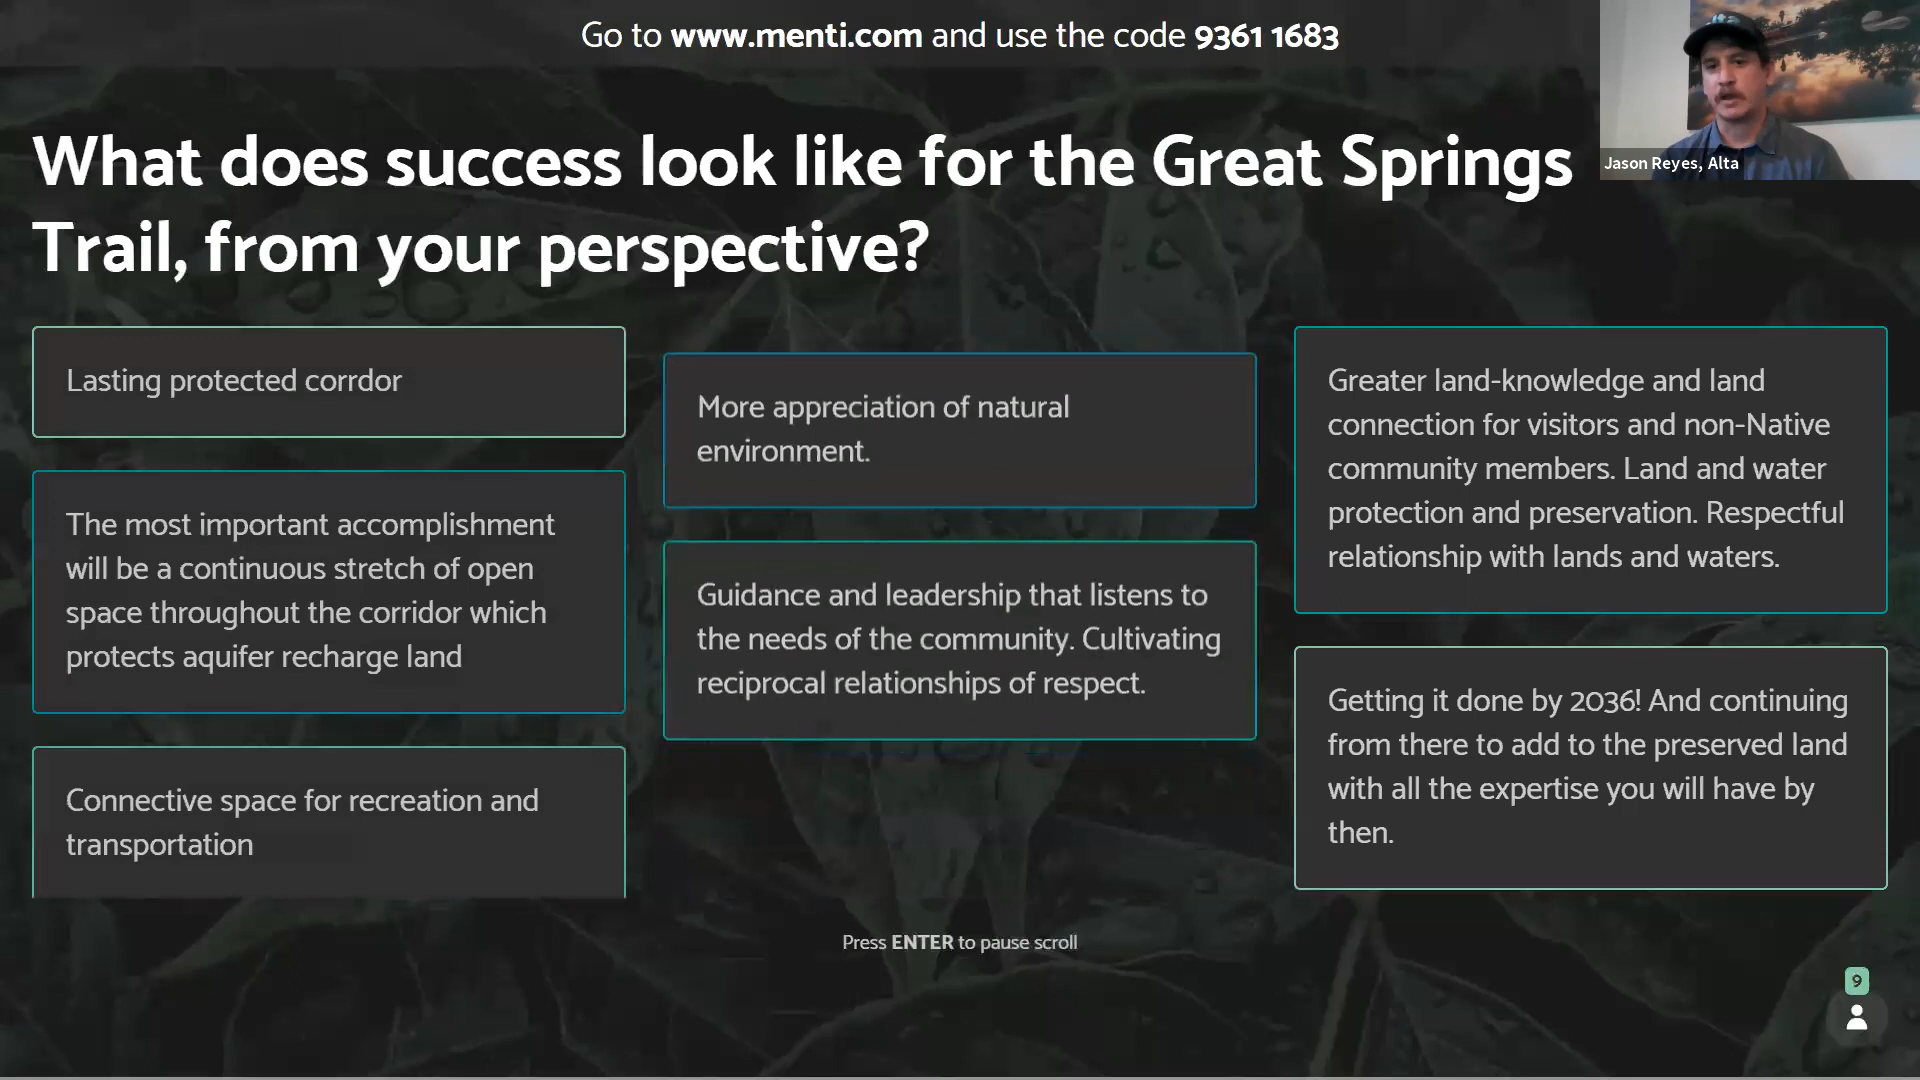 Go to www.menti.com and use the code 9361 1683
Jason Reyes, Alta
What does success look like for the Great Springs
Trail, from your perspective?
Lasting protected corrdor
The most important accomplishment
will be a continuous stretch of open
space throughout the corridor which
protects aquifer recharge land
Connective space for recreation and
transportation
More appreciation of natural
environment.
Guidance and leadership that listens to
the needs of the community. Cultivating
reciprocal relationships of respect.
Greater land-knowledge and land
connection for visitors and non-Native
community members. Land and water
protection and preservation. Respectful
relationship with lands and waters.
Getting it done by 2036! And continuing
from there to add to the preserved land
with all the expertise you will have by
then.
Press ENTER to pause scroll
9